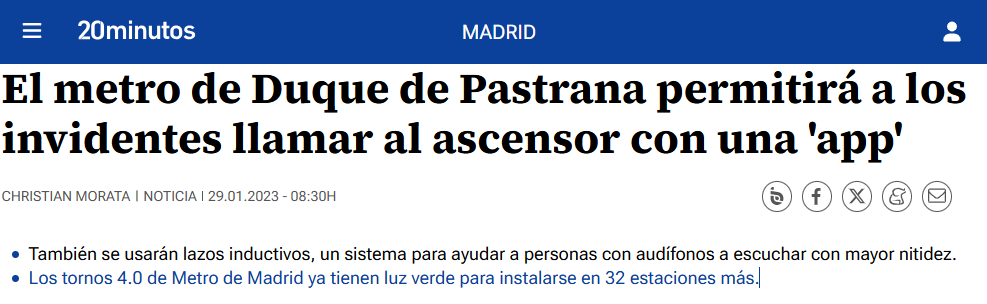 20minutos
MADRID
El metro de Duque de Pastrana permitirá a los
invidentes llamar al ascensor con una 'app'
CHRISTIAN MORATA | NOTICIA | 29.01.2023 - 08:30H
También se usarán lazos inductivos, un sistema para ayudar a personas con audífonos a escuchar con mayor nitidez.
Los tornos 4.0 de Metro de Madrid ya tienen luz verde para instalarse en 32 estaciones más.